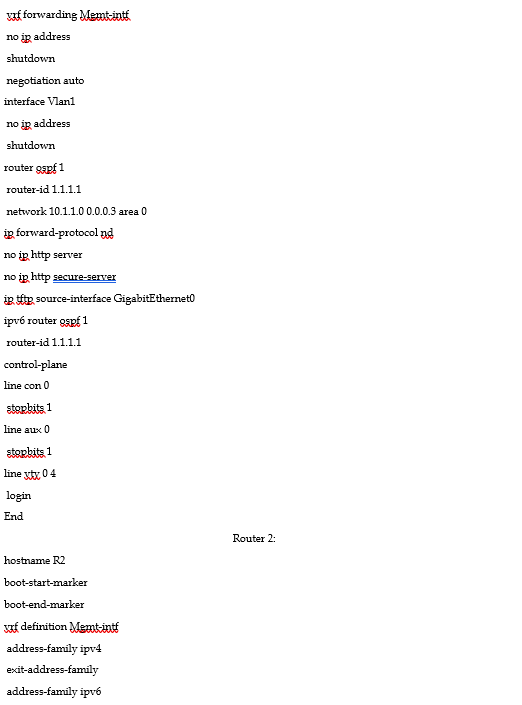 vrf forwarding Mgmt-intf
no ip address
shutdown
negotiation auto
interface Vlan1
no ip address
shutdown
router ospf 1
router-id 1.1.1.1
network 10.1.1.0 0.0.0.3 area 0
ip forward-protocol nd
no ip http server
no ip http secure-server
ip tftp source-interface GigabitEthernet0
ipv6 router ospf 1
router-id 1.1.1.1
control-plane
line con 0
stopbits 1
line aux 0
stopbits 1
line vty 0 4
login
End
Router 2:
hostname R2
boot-start-marker
boot-end-marker
vrf definition Mgmt-intf
address-family ipv4
exit-address-family
address-family ipv6